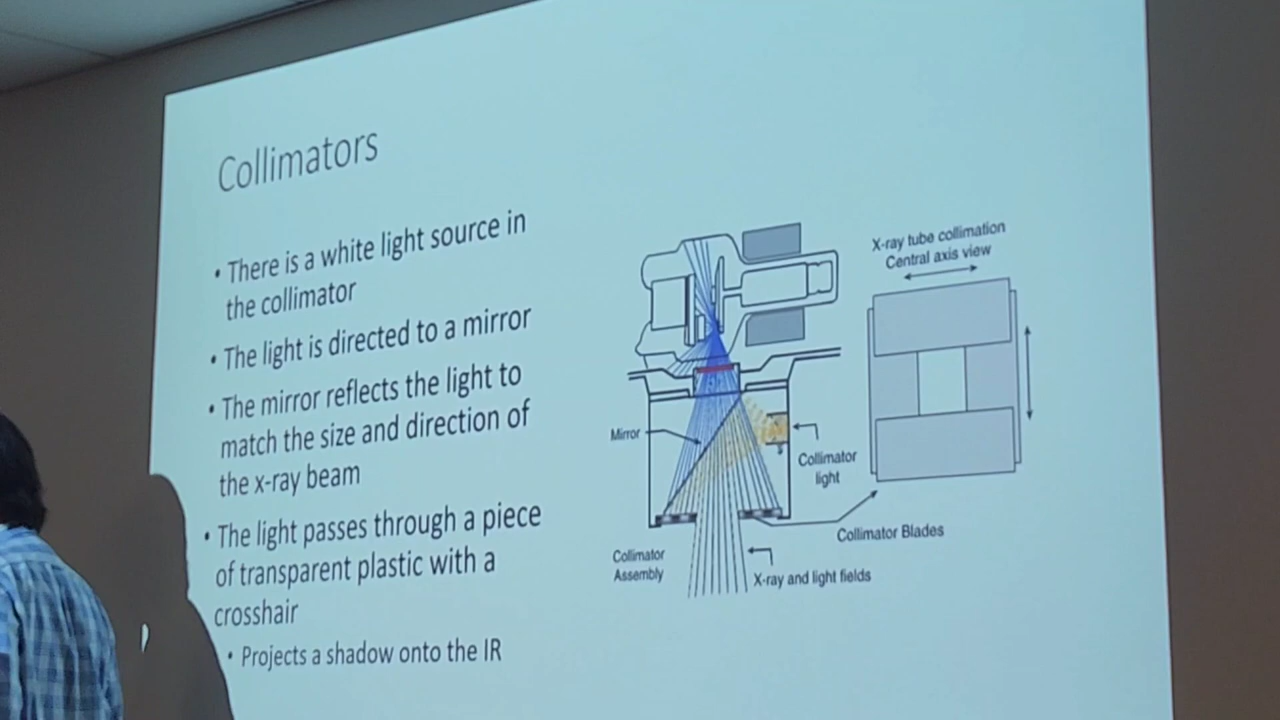 Collimators
• There is a white light source in
the collimator
• The light is directed to a mirror
• The mirror reflects the light to
match the size and direction of
the x-ray beam
• The light passes through a piece
of transparent plastic with a
crosshair
• Projects a shadow onto the IR
X-ray tube collimation
Central axis view
Mirror
Collimator
light
Collimator Blades
Collimator
Assembly
X-ray and light fields